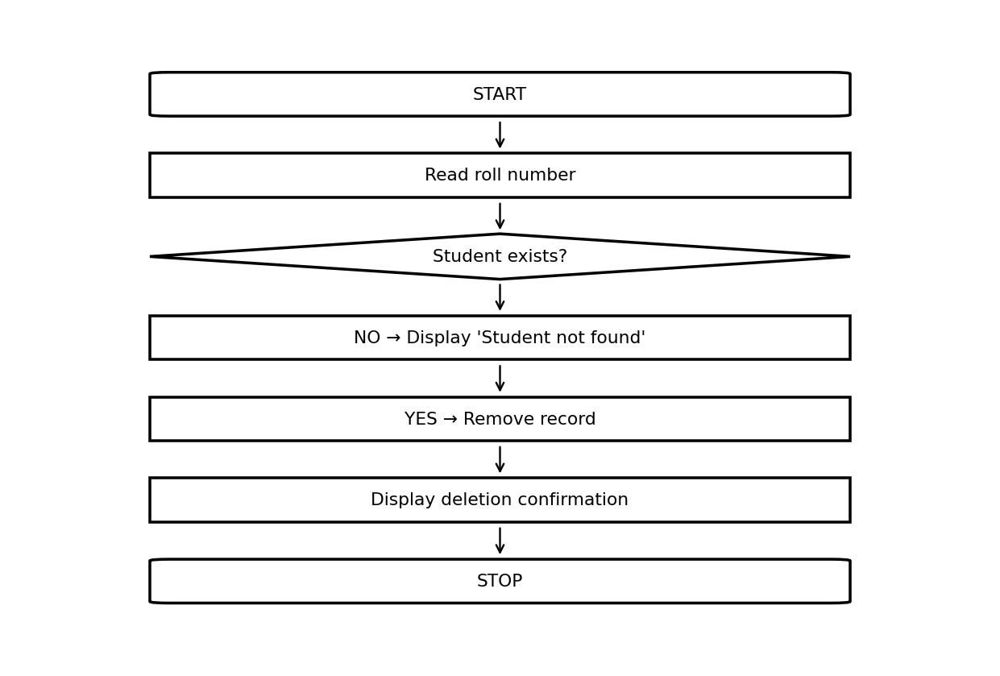 START
Read roll number
Student exists?
NO → Display 'Student not found'
YES → Remove record
Display deletion confirmation
STOP